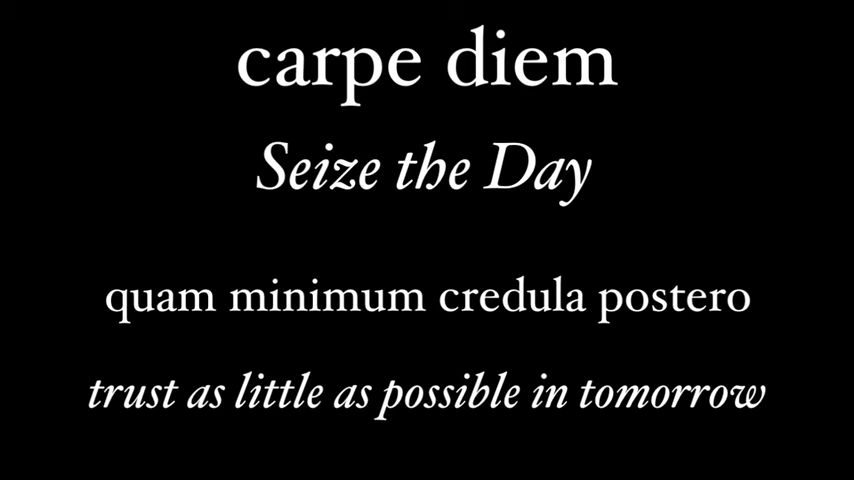 carpe diem
Seize the Day
quam minimum credula postero
trust as little as possible in tomorrow